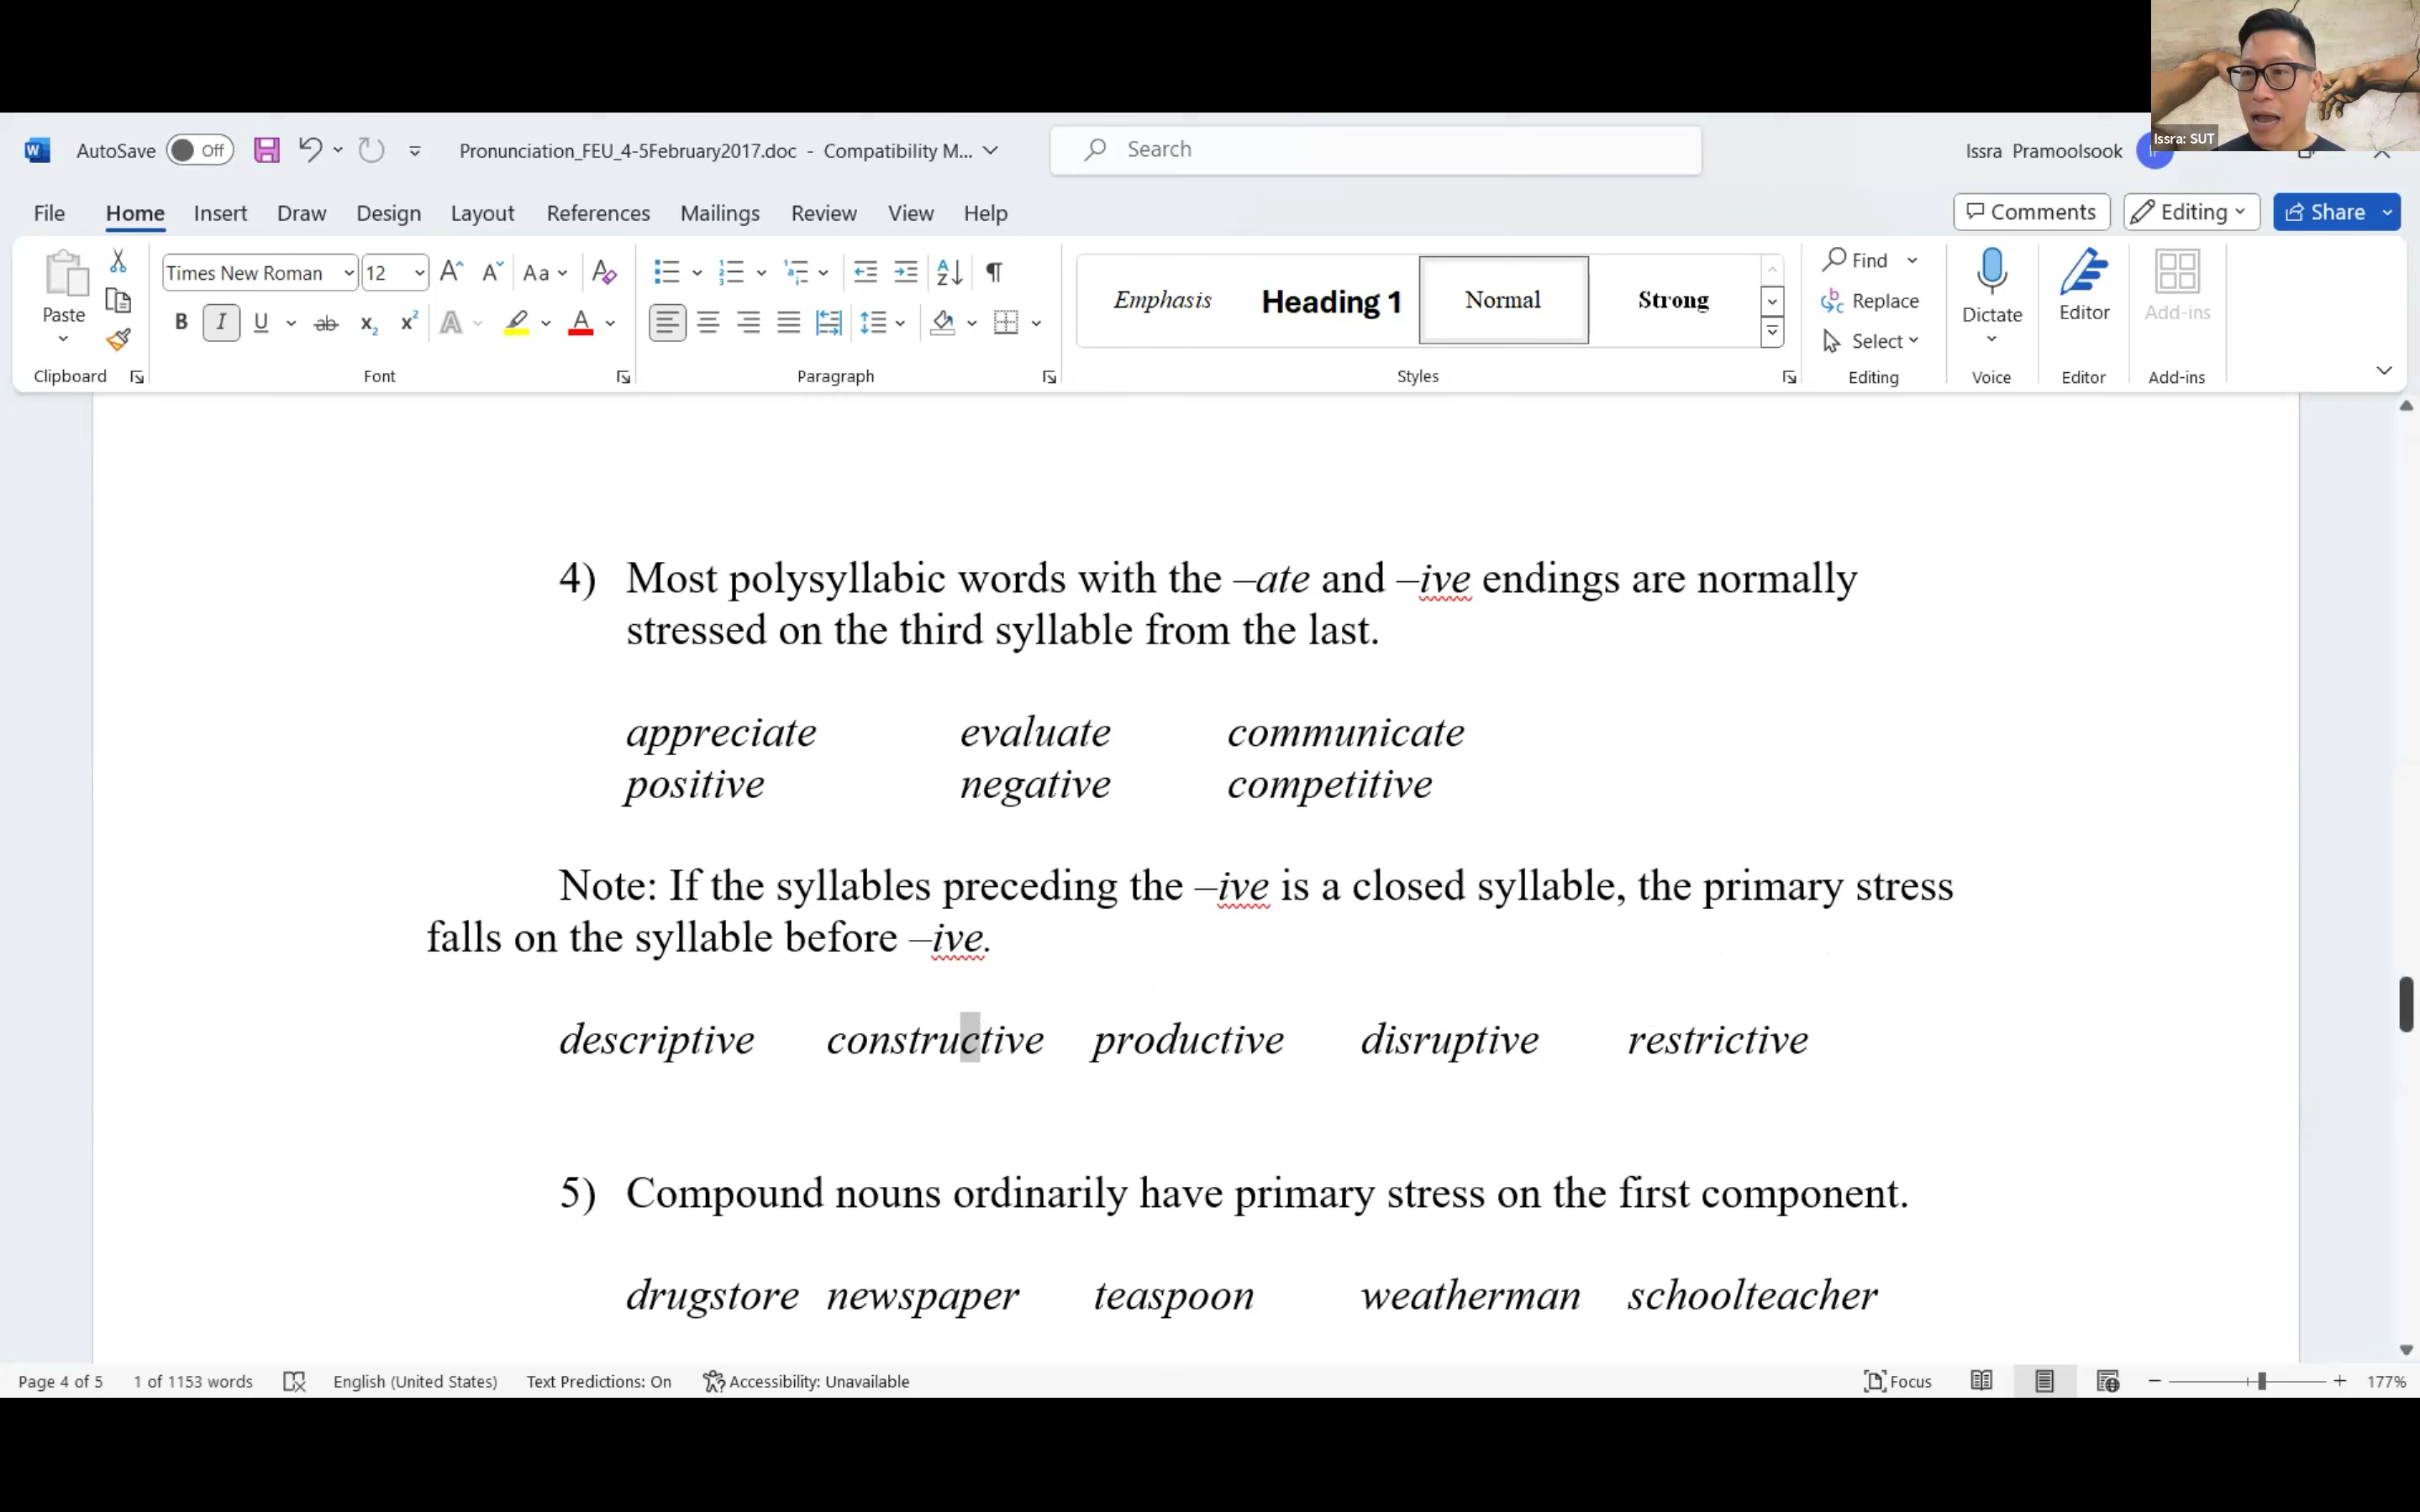 Issra: SUT
AutoSave Off Pronunciation_FEU_4-5February2017.doc - Compatibility M... Search Issra Pramoolsook
File Home Insert Draw Design Layout References Mailings Review View Help Comments Editing Share
Paste Times New Roman 12 Emphasis Heading 1 Normal Strong Find Replace Select Dictate Editor Add-ins
Clipboard Font Paragraph Styles Editing Voice Editor Add-ins
4) Most polysyllabic words with the –ate and –ive endings are normally
stressed on the third syllable from the last.
appreciate evaluate communicate
positive negative competitive
Note: If the syllables preceding the –ive is a closed syllable, the primary stress
falls on the syllable before –ive.
descriptive constructive productive disruptive restrictive
5) Compound nouns ordinarily have primary stress on the first component.
drugstore newspaper teaspoon weatherman schoolteacher
Page 4 of 5 1 of 1153 words English (United States) Text Predictions: On Accessibility: Unavailable Focus 177%